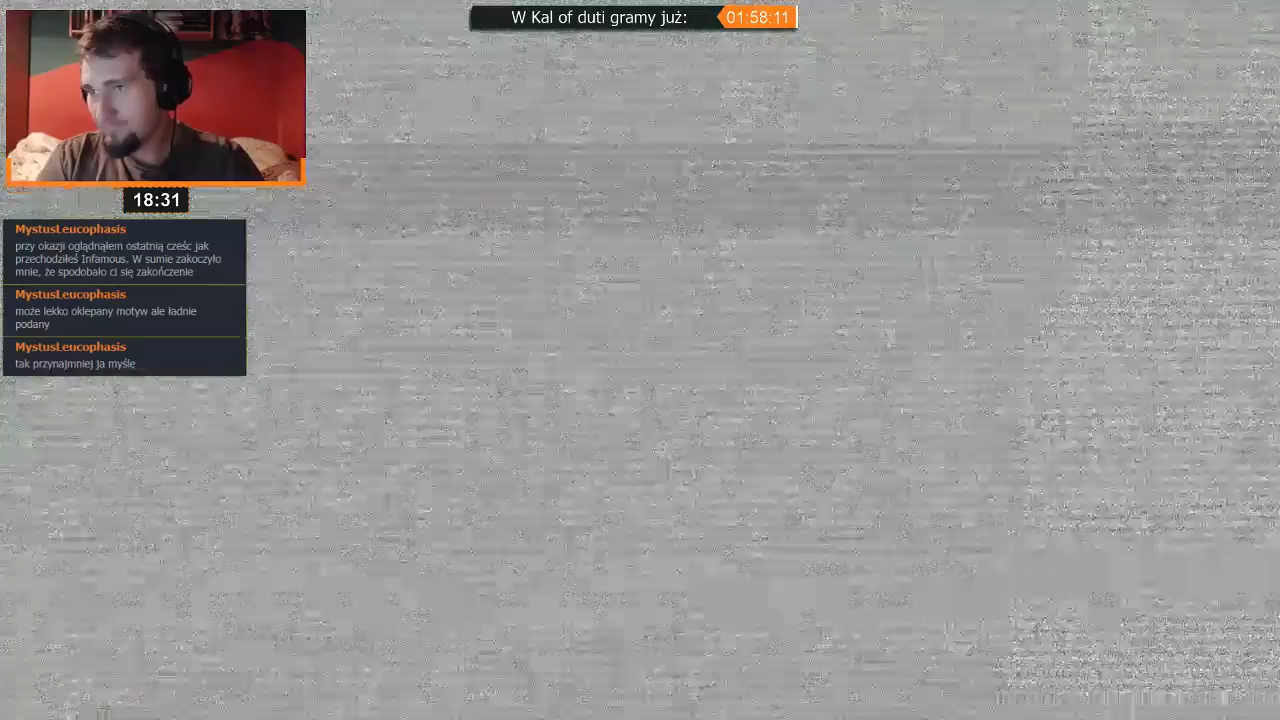 W Kal of duti gramy już: 01:58:11
18:31
MystusLeucophasis
przy okazji oglądnąłem ostatnią cześc jak
przechodziłeś Infamous. W sumie zakoczyło
mnie, że spodobało ci się zakończenie
MystusLeucophasis
może lekko oklepany motyw ale ładnie
podany
MystusLeucophasis
tak przynajmniej ja myśle